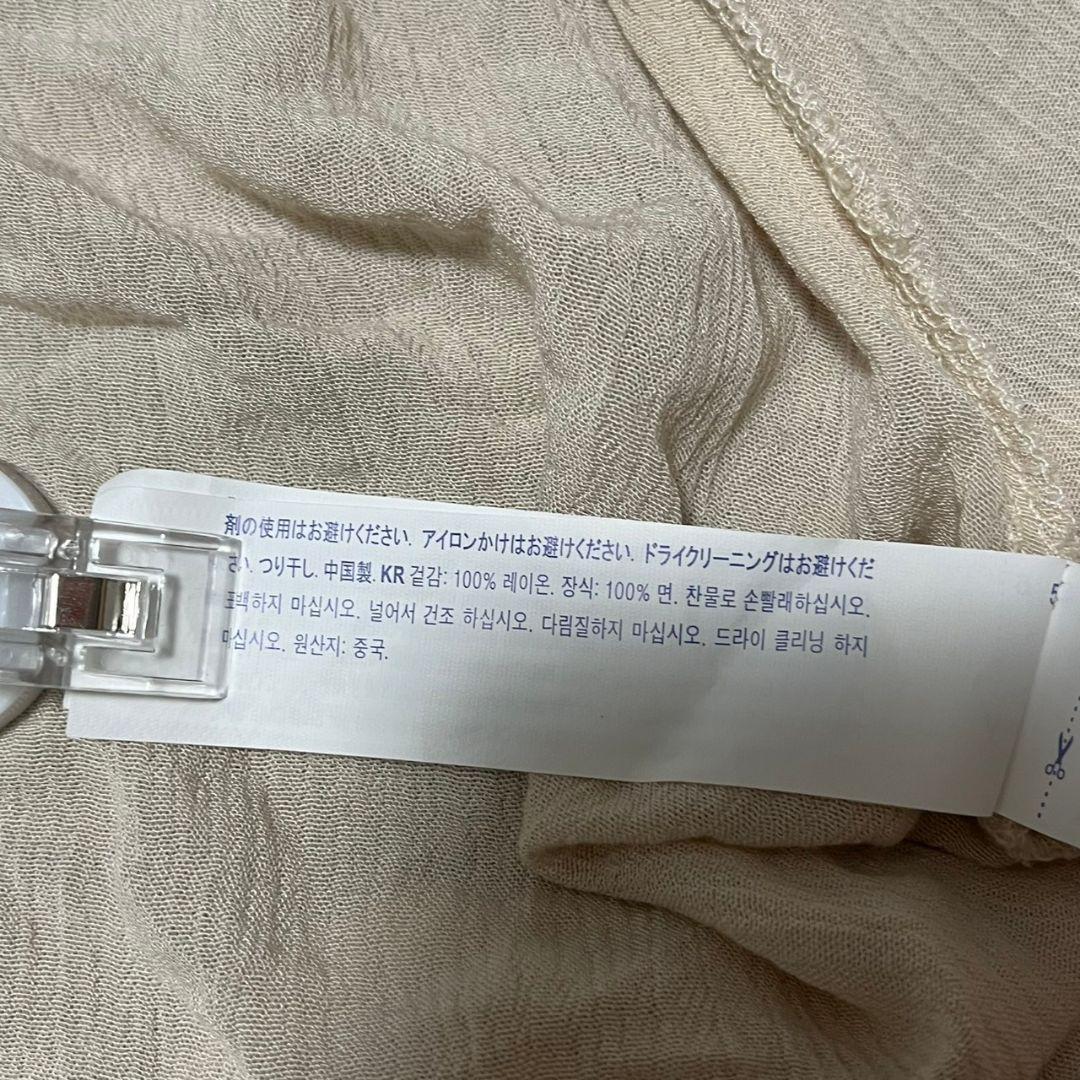 剤の使用はお避けください. アイロンかけはお避けください. ドライクリーニングはお避けくだ
さい. つり干し. 中国製. KR 겉감: 100% 레이온. 장식: 100% 면. 찬물로 손빨래하십시오.
표백하지 마십시오. 널어서 건조 하십시오. 다림질하지 마십시오. 드라이 클리닝 하지
마십시오. 원산지: 중국.
5